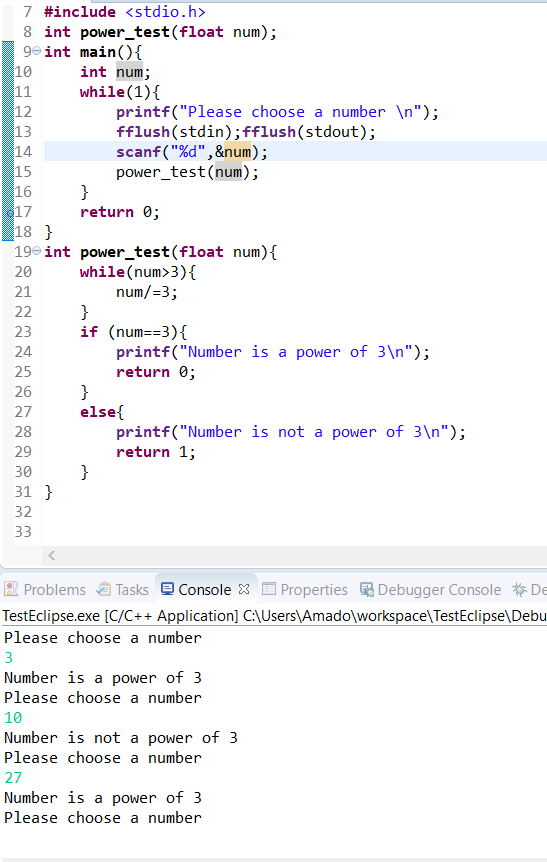 7 #include <stdio.h>
8 int power_test(float num);
9 int main(){
10     int num;
11     while(1){
12         printf("Please choose a number \n");
13         fflush(stdin);fflush(stdout);
14         scanf("%d",&num);
15         power_test(num);
16     }
17     return 0;
18 }
19 int power_test(float num){
20     while(num>3){
21         num/=3;
22     }
23     if (num==3){
24         printf("Number is a power of 3\n");
25         return 0;
26     }
27     else{
28         printf("Number is not a power of 3\n");
29         return 1;
30     }
31 }
32
33
Problems Tasks Console Properties Debugger Console De
TestEclipse.exe [C/C++ Application] C:\Users\Amado\workspace\TestEclipse\Debu
Please choose a number
3
Number is a power of 3
Please choose a number
10
Number is not a power of 3
Please choose a number
27
Number is a power of 3
Please choose a number